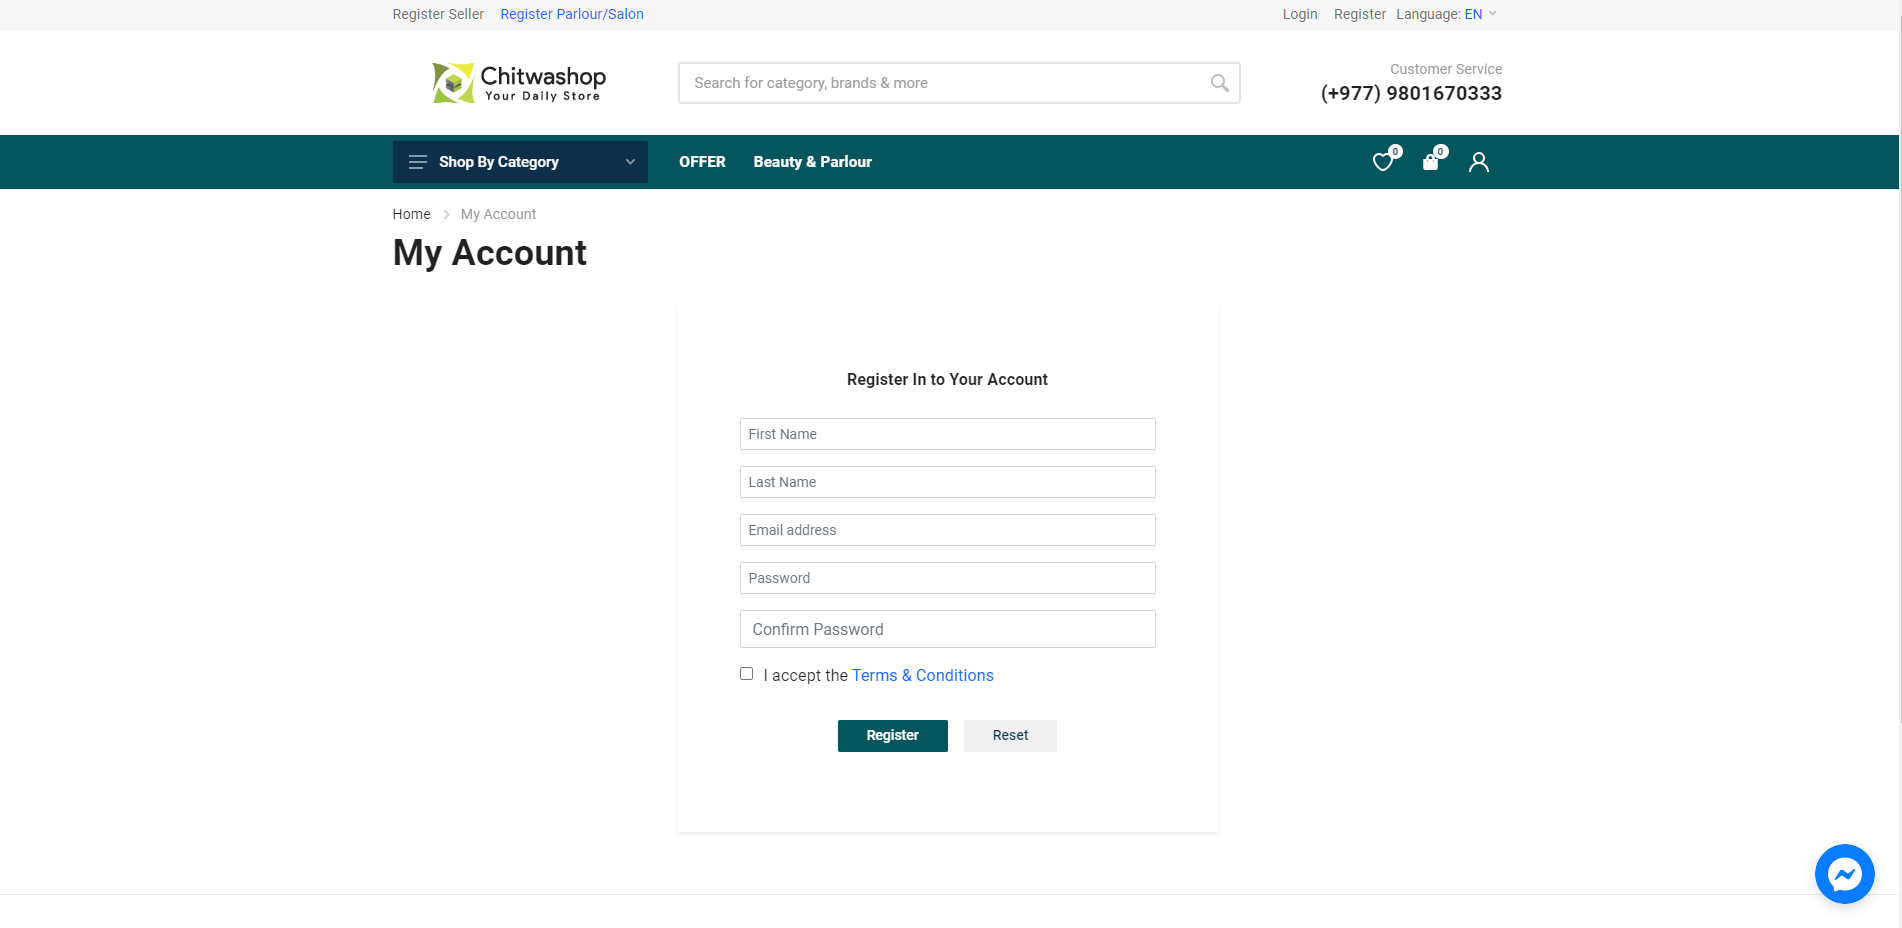 Register Seller Register Parlour/Salon Login Register Language: EN
Chitwashop
Your Daily Store
Search for category, brands & more
Customer Service
(+977) 9801670333
Shop By Category OFFER Beauty & Parlour 0 0
Home My Account
My Account
Register In to Your Account
First Name
Last Name
Email address
Password
Confirm Password
I accept the Terms & Conditions
Register Reset